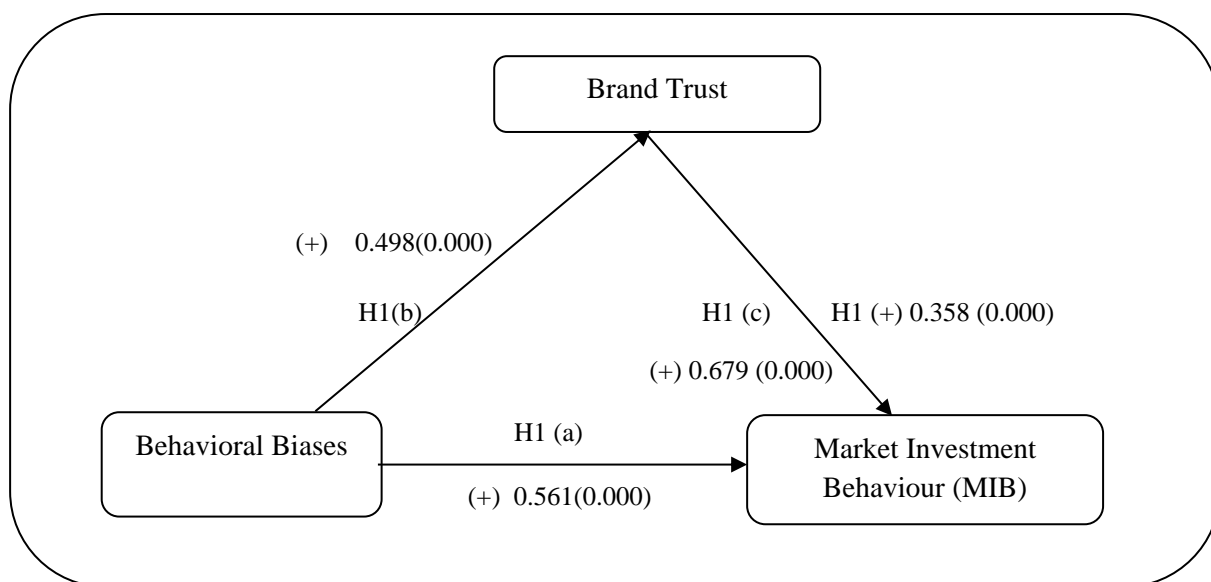 Brand Trust
(+) 0.498(0.000)
H1(b)
H1 (c)
H1 (+) 0.358 (0.000)
(+) 0.679 (0.000)
Behavioral Biases
H1 (a)
(+) 0.561(0.000)
Market Investment
Behaviour (MIB)